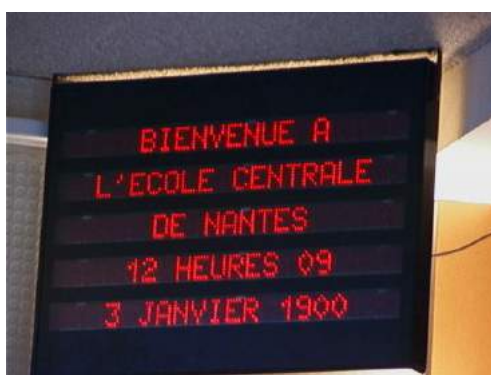 BIENVENUE A
L'ECOLE CENTRALE
DE NANTES
12 HEURES 09
3 JANVIER 1900